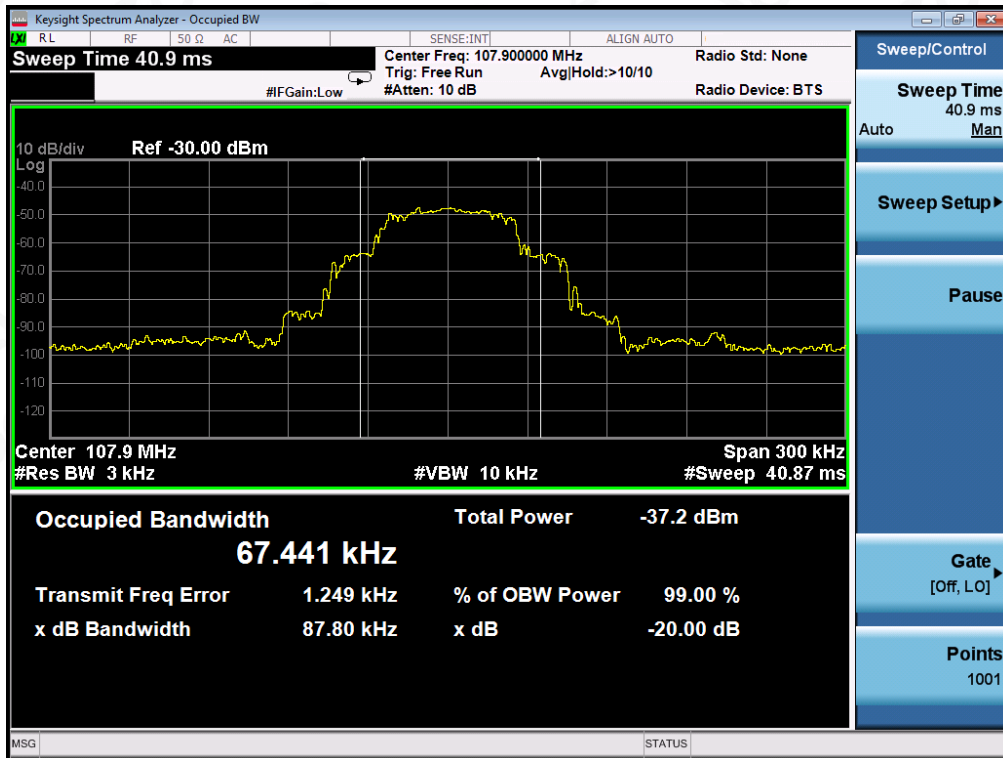 Keysight Spectrum Analyzer - Occupied BW
LXI RL RF 50 Ω AC SENSE:INT ALIGN AUTO
Sweep Time 40.9 ms
Center Freq: 107.900000 MHz
Radio Std: None
Trig: Free Run Avg|Hold:>10/10
#IFGain:Low #Atten: 10 dB
Radio Device: BTS
10 dB/div Ref -30.00 dBm
Log
-40.0
-50.0
-60.0
-70.0
-80.0
-90.0
-100
-110
-120
Center 107.9 MHz Span 300 kHz
#Res BW 3 kHz #VBW 10 kHz #Sweep 40.87 ms
Occupied Bandwidth Total Power -37.2 dBm
67.441 kHz
Transmit Freq Error 1.249 kHz % of OBW Power 99.00 %
x dB Bandwidth 87.80 kHz x dB -20.00 dB
MSG STATUS
Sweep/Control
Sweep Time
40.9 ms
Auto Man
Sweep Setup
Pause
Gate
[Off, LO]
Points
1001